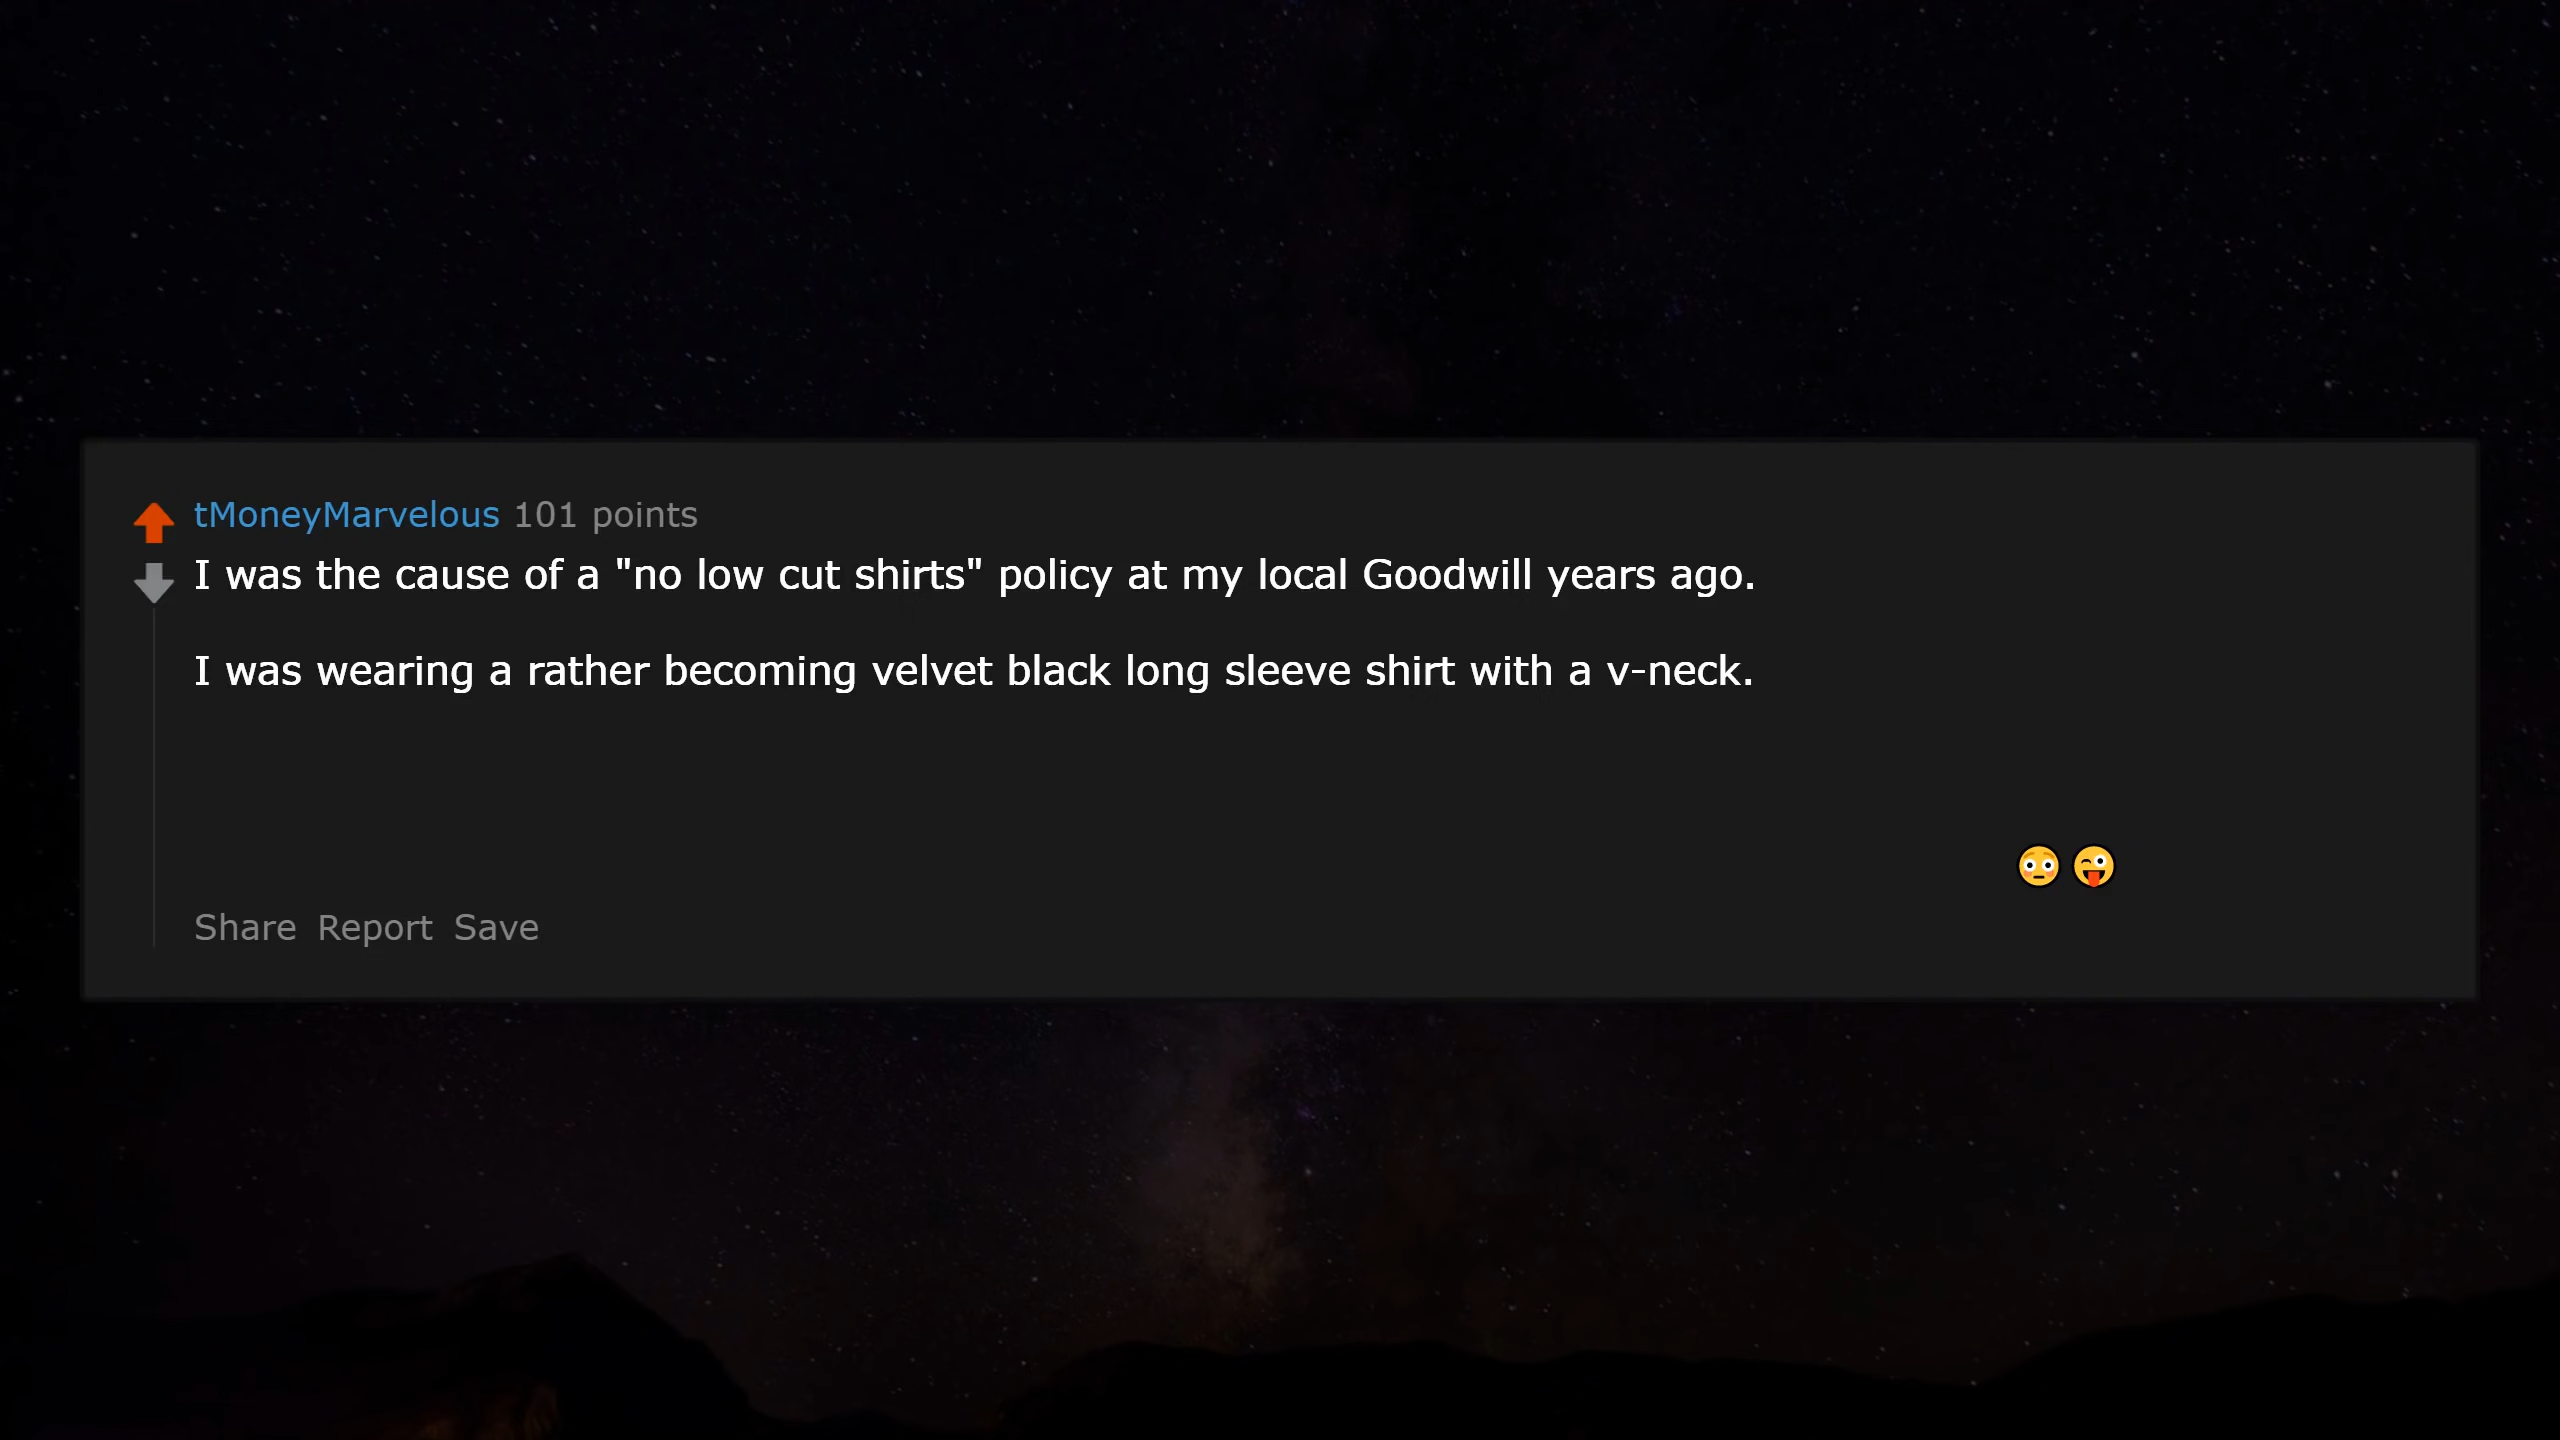 tMoneyMarvelous 101 points
I was the cause of a "no low cut shirts" policy at my local Goodwill years ago.
I was wearing a rather becoming velvet black long sleeve shirt with a v-neck.
😳 😜
Share Report Save